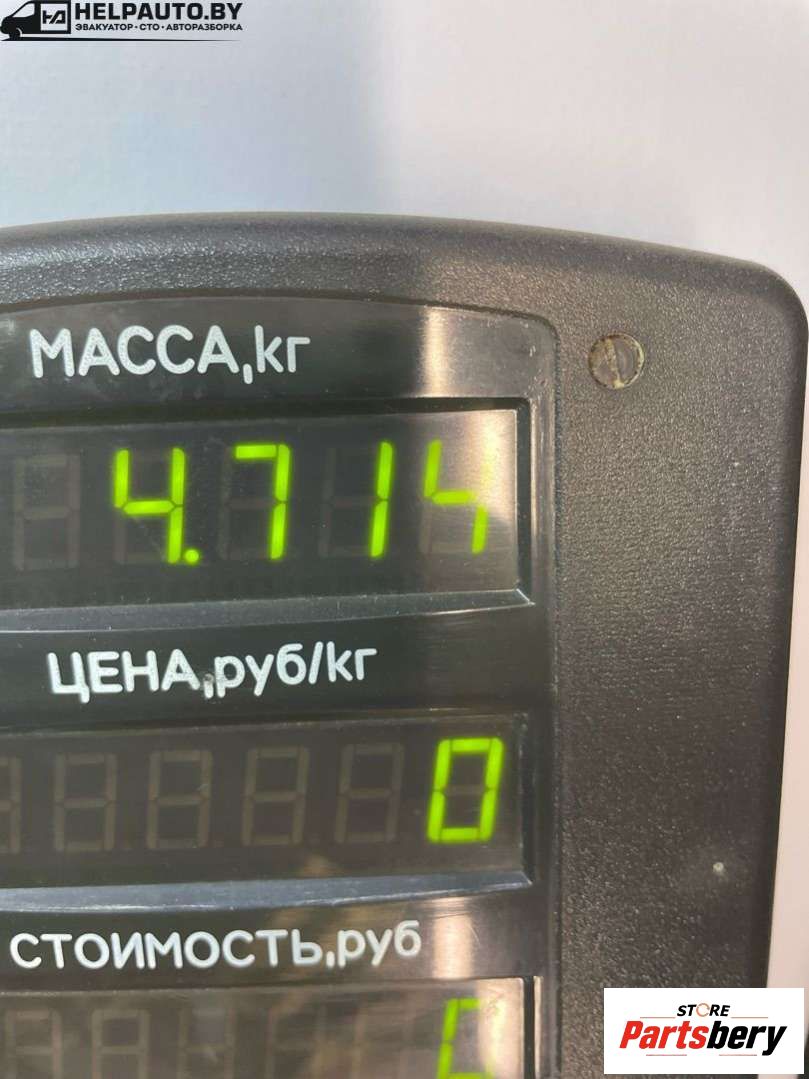 HELPAUTO.BY
ЭВАКУАТОР•СТО•АВТОРАЗБОРКА
МАССА,кг
4.714
ЦЕНА,руб/кг
0
СТОИМОСТЬ,руб
STORE
Partsbery